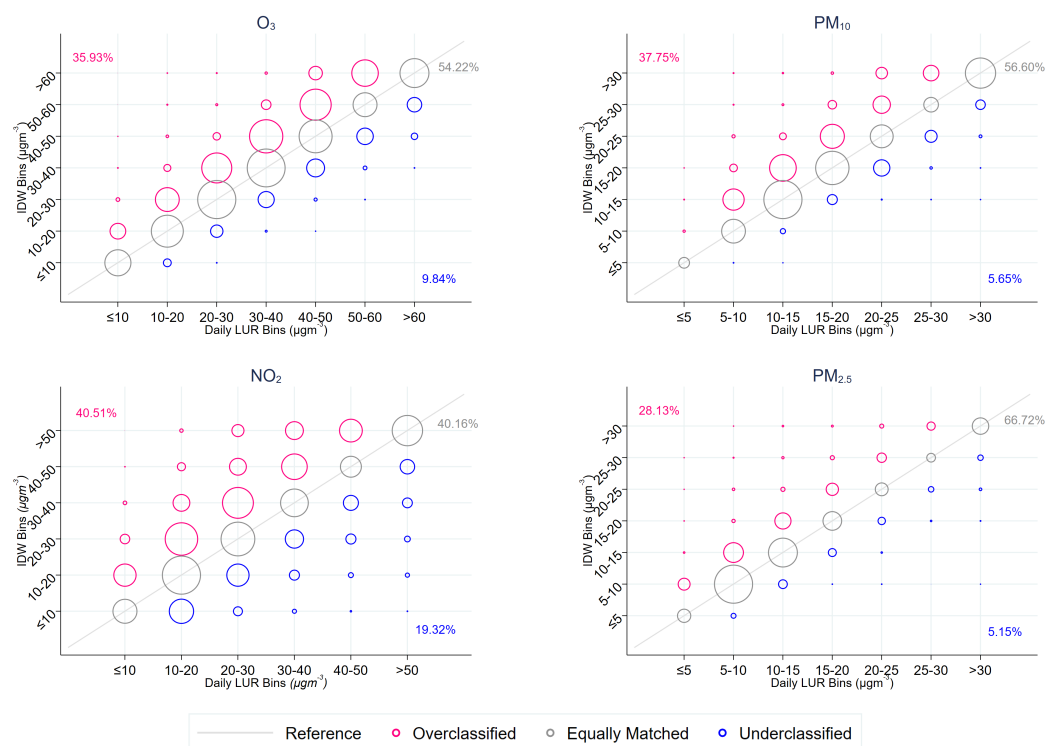 O₃
35.93%
54.22%
9.84%
IDW Bins (µgm⁻³)
>60
50-60
40-50
30-40
20-30
10-20
≤10
≤10 10-20 20-30 30-40 40-50 50-60 >60
Daily LUR Bins (µgm⁻³)
PM₁₀
37.75%
56.60%
5.65%
IDW Bins (µgm⁻³)
>30
25-30
20-25
15-20
10-15
5-10
≤5
≤5 5-10 10-15 15-20 20-25 25-30 >30
Daily LUR Bins (µgm⁻³)
NO₂
40.51%
40.16%
19.32%
IDW Bins (µgm⁻³)
>50
40-50
30-40
20-30
10-20
≤10
≤10 10-20 20-30 30-40 40-50 >50
Daily LUR Bins (µgm⁻³)
PM₂.₅
28.13%
66.72%
5.15%
IDW Bins (µgm⁻³)
>30
25-30
20-25
15-20
10-15
5-10
≤5
≤5 5-10 10-15 15-20 20-25 25-30 >30
Daily LUR Bins (µgm⁻³)
Reference Overclassified Equally Matched Underclassified